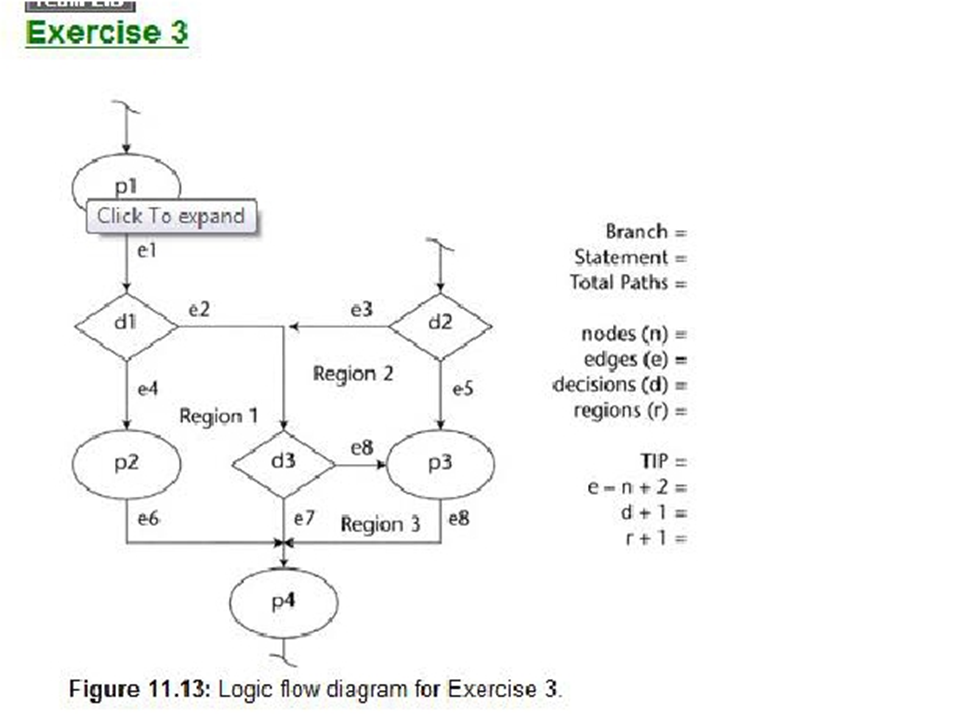 Exercise 3
p1
Click To expand
e1
d1
e2
e3
d2
Region 2
e4
e5
Region 1
p2
d3
e8
p3
e6
e7
Region 3
e8
p4
Branch =
Statement =
Total Paths =
nodes (n) =
edges (e) =
decisions (d) =
regions (r) =
TIP =
e - n + 2 =
d + 1 =
r + 1 =
Figure 11.13: Logic flow diagram for Exercise 3.